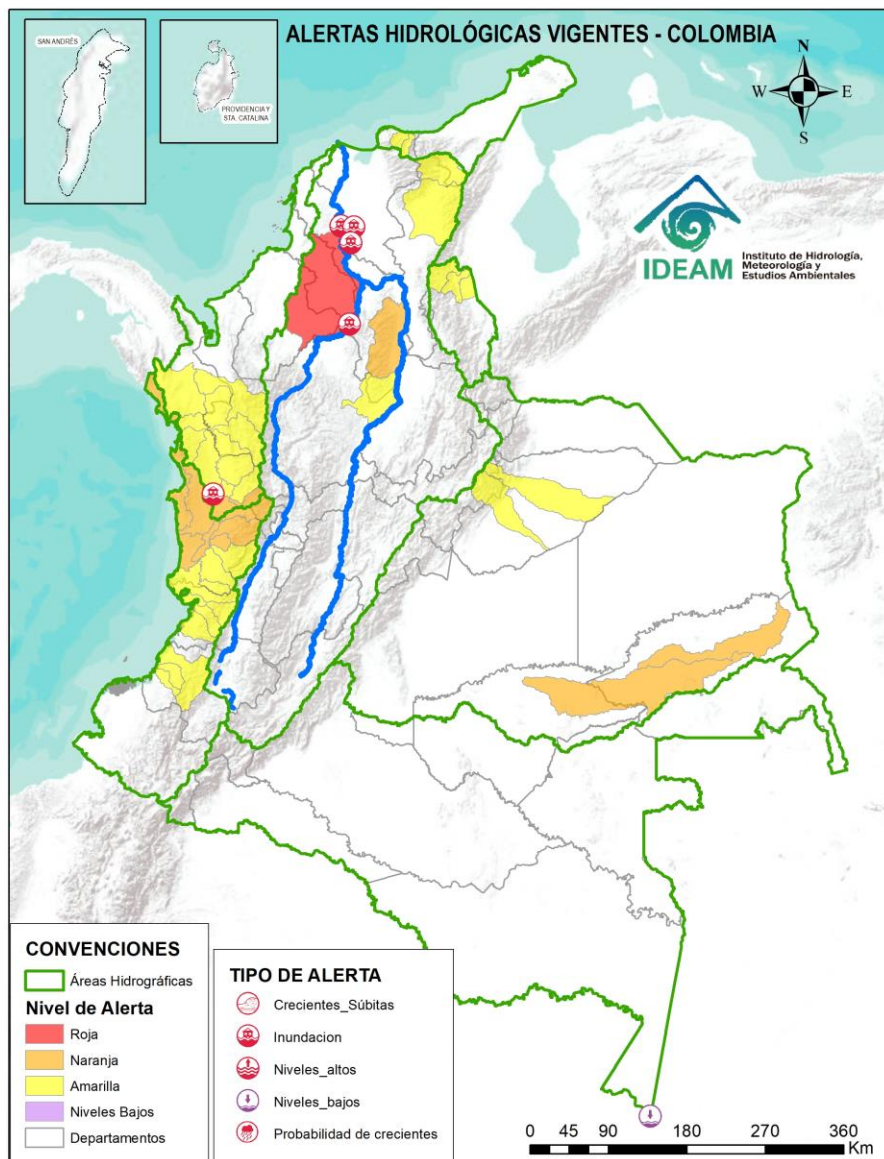 ALERTAS HIDROLÓGICAS VIGENTES - COLOMBIA
SAN ANDRÉS
PROVIDENCIA Y
STA. CATALINA
N
W
E
S
IDEAM
Instituto de Hidrología,
Meteorología y
Estudios Ambientales
CONVENCIONES
Áreas Hidrográficas
Nivel de Alerta
Roja
Naranja
Amarilla
Niveles Bajos
Departamentos
TIPO DE ALERTA
Crecientes_Súbitas
Inundacion
Niveles_altos
Niveles_bajos
Probabilidad de crecientes
0 45 90 180 270 360
Km